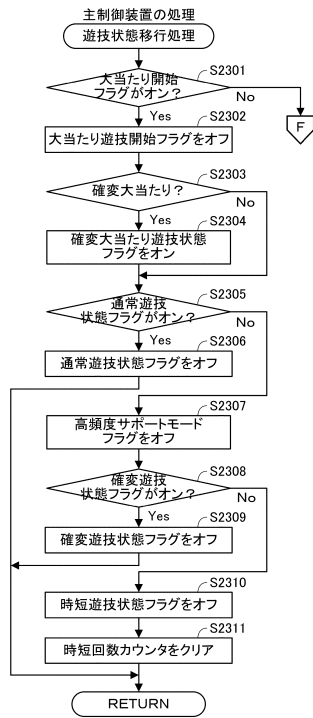 主制御装置の処理
遊技状態移行処理
S2301
大当たり開始
フラグがオン？
No
Yes
F
S2302
大当たり遊技開始フラグをオフ
S2303
確変大当たり？
No
Yes
S2304
確変大当たり遊技状態
フラグをオン
S2305
通常遊技
状態フラグがオン？
No
Yes
S2306
通常遊技状態フラグをオフ
S2307
高頻度サポートモード
フラグをオフ
S2308
確変遊技
状態フラグがオン？
No
Yes
S2309
確変遊技状態フラグをオフ
S2310
時短遊技状態フラグをオフ
S2311
時短回数カウンタをクリア
RETURN